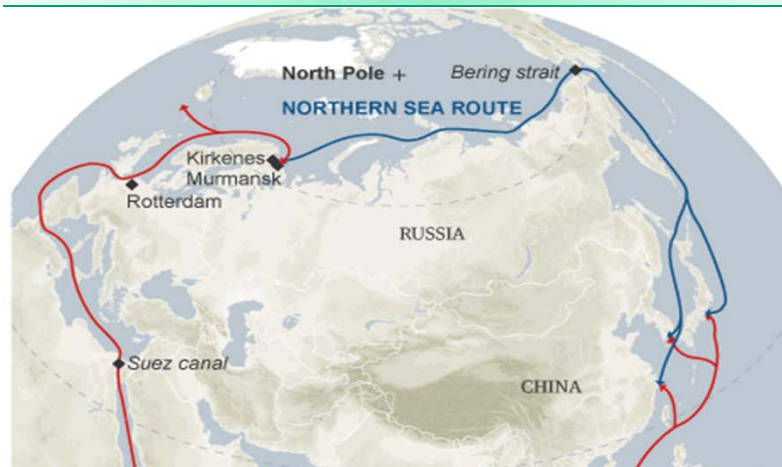 North Pole +
Bering strait
NORTHERN SEA ROUTE
Kirkenes
Murmansk
Rotterdam
RUSSIA
Suez canal
CHINA